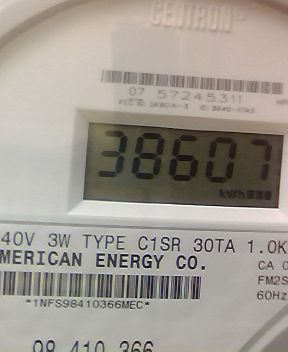 CENTRON
07 57245311
38607
kWh
40V 3W TYPE C1SR 30TA 1.0K
MERICAN ENERGY CO.
CA
FM2S
60Hz
*1NFS98410366MEC*
98 410 366